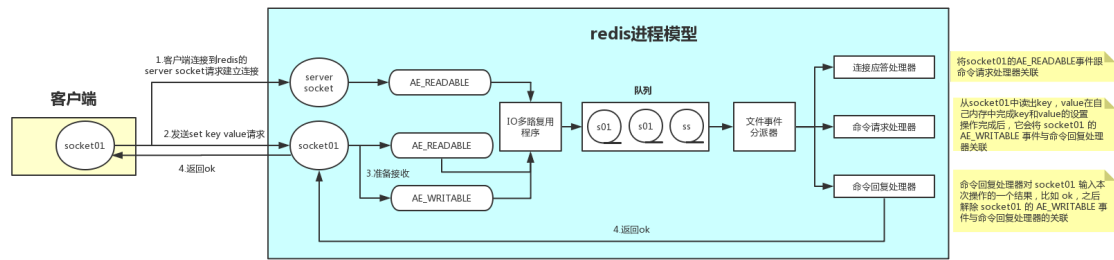 redis进程模型
客户端
socket01
1.客户端连接到redis的
server socket请求建立连接
2.发送set key value请求
4.返回ok
server
socket
socket01
AE_READABLE
AE_READABLE
3.准备接收
AE_WRITABLE
IO多路复用
程序
队列
s01
s01
ss
文件事件
分派器
连接应答处理器
命令请求处理器
命令回复处理器
4.返回ok
将socket01的AE_READABLE事件跟
命令请求处理器关联
从socket01中读出key，value在自
己内存中完成key和value的设置
操作完成后，它会将 socket01 的
AE_WRITABLE 事件与命令回复处理
器关联
命令回复处理器对 socket01 输入本
次操作的一个结果，比如 ok，之后
解除 socket01 的 AE_WRITABLE 事
件与命令回复处理器的关联